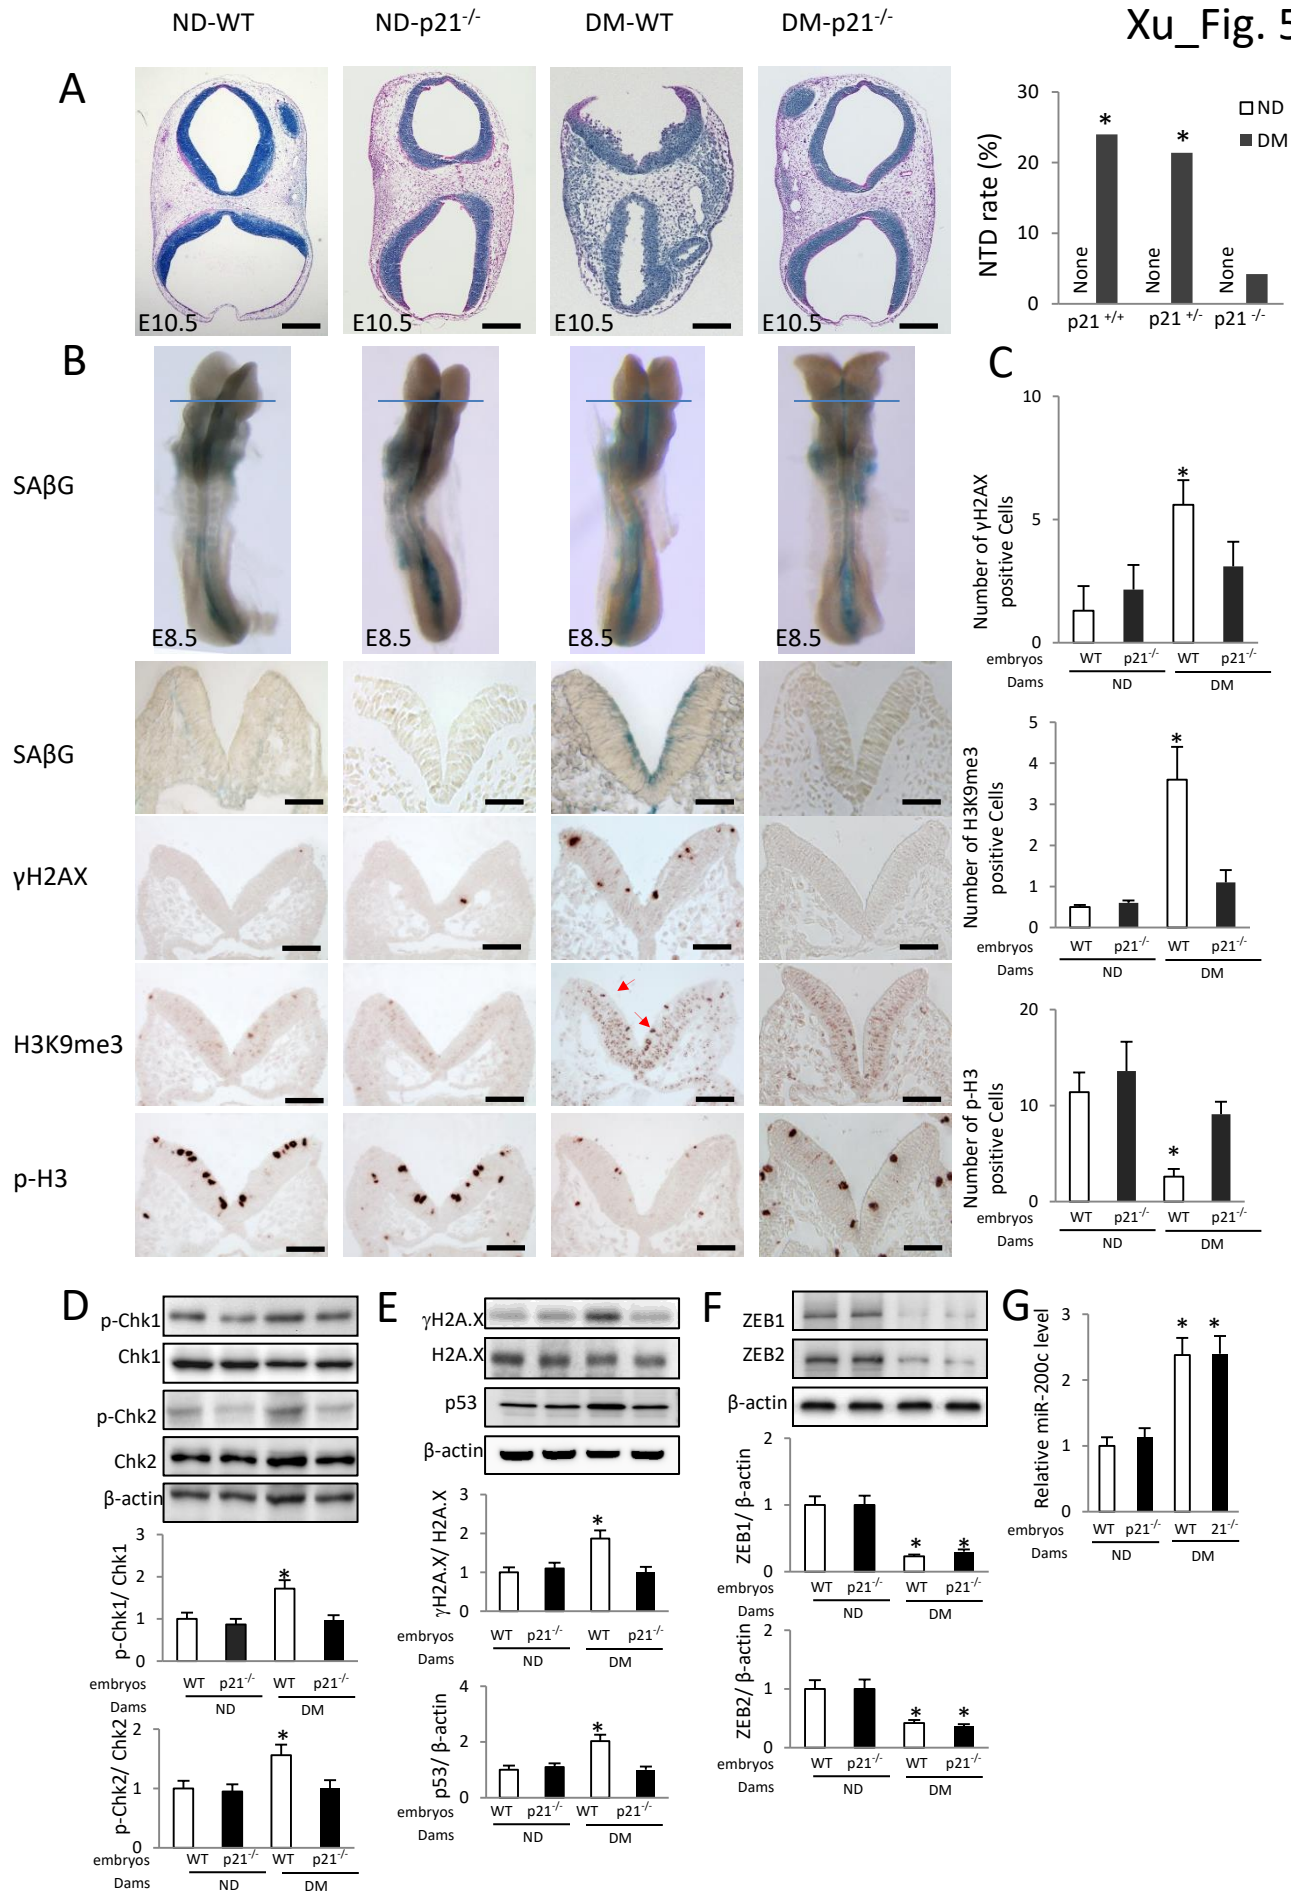 ND-WT ND-p21-/- DM-WT DM-p21-/- Xu_Fig. 5
A
E10.5 E10.5 E10.5 E10.5
NTD rate (%)
30
20
10
0
ND
DM
* *
None None None
p21 +/+ p21 +/- p21 -/-
B
SAβG
E8.5 E8.5 E8.5 E8.5
SAβG
γH2AX
H3K9me3
p-H3
C
Number of γH2AX
positive Cells
10
5
0
*
embryos WT p21-/- WT p21-/-
Dams ND DM
Number of H3K9me3
positive Cells
5
4
3
2
1
0
*
embryos WT p21-/- WT p21-/-
Dams ND DM
Number of p-H3
positive Cells
20
10
0
*
embryos WT p21-/- WT p21-/-
Dams ND DM
D
p-Chk1
Chk1
p-Chk2
Chk2
β-actin
p-Chk1/ Chk1
3
2
1
0
*
embryos WT p21-/- WT p21-/-
Dams ND DM
p-Chk2/ Chk2
2
1
0
*
embryos WT p21-/- WT p21-/-
Dams ND DM
E
γH2A.X
H2A.X
p53
β-actin
γH2A.X/ H2A.X
3
2
1
0
*
embryos WT p21-/- WT p21-/-
Dams ND DM
p53/ β-actin
4
2
0
*
embryos WT p21-/- WT p21-/-
Dams ND DM
F
ZEB1
ZEB2
β-actin
ZEB1/ β-actin
2
1
0
* *
embryos WT p21-/- WT p21-/-
Dams ND DM
ZEB2/ β-actin
2
1
0
* *
embryos WT p21-/- WT p21-/-
Dams ND DM
G
Relative miR-200c level
3
2
1
0
* *
embryos WT p21-/- WT 21-/-
Dams ND DM